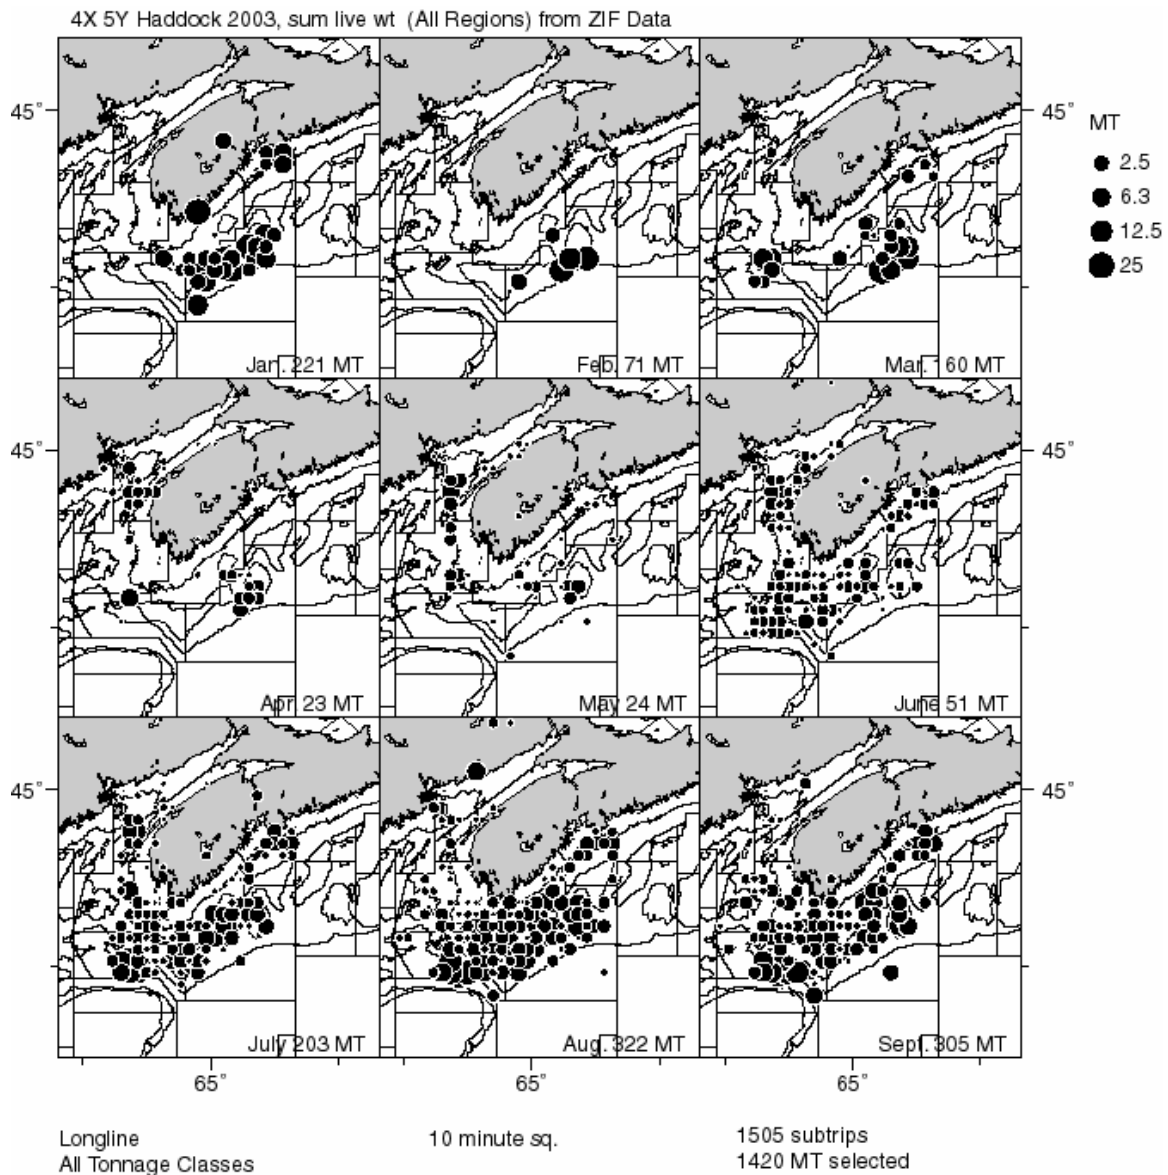 4X 5Y Haddock 2003, sum live wt (All Regions) from ZIF Data
45°
45°
MT
2.5
6.3
12.5
25
Jan. 221 MT
Feb. 71 MT
Mar. 160 MT
45°
45°
Apr. 23 MT
May 24 MT
June 51 MT
45°
45°
July 203 MT
Aug. 322 MT
Sept. 305 MT
65°
65°
65°
Longline
10 minute sq.
1505 subtrips
All Tonnage Classes
1420 MT selected